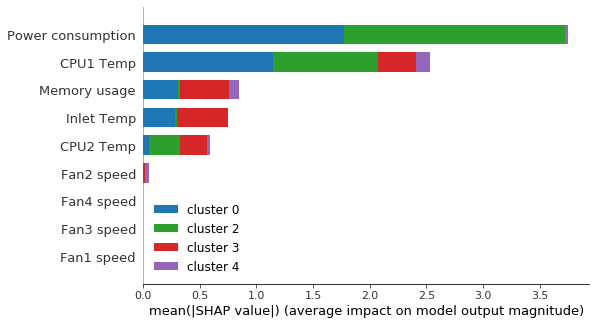 Power consumption
CPU1 Temp
Memory usage
Inlet Temp
CPU2 Temp
Fan2 speed
Fan4 speed
Fan3 speed
Fan1 speed
cluster 0
cluster 2
cluster 3
cluster 4
0.0 0.5 1.0 1.5 2.0 2.5 3.0 3.5
mean(|SHAP value|) (average impact on model output magnitude)